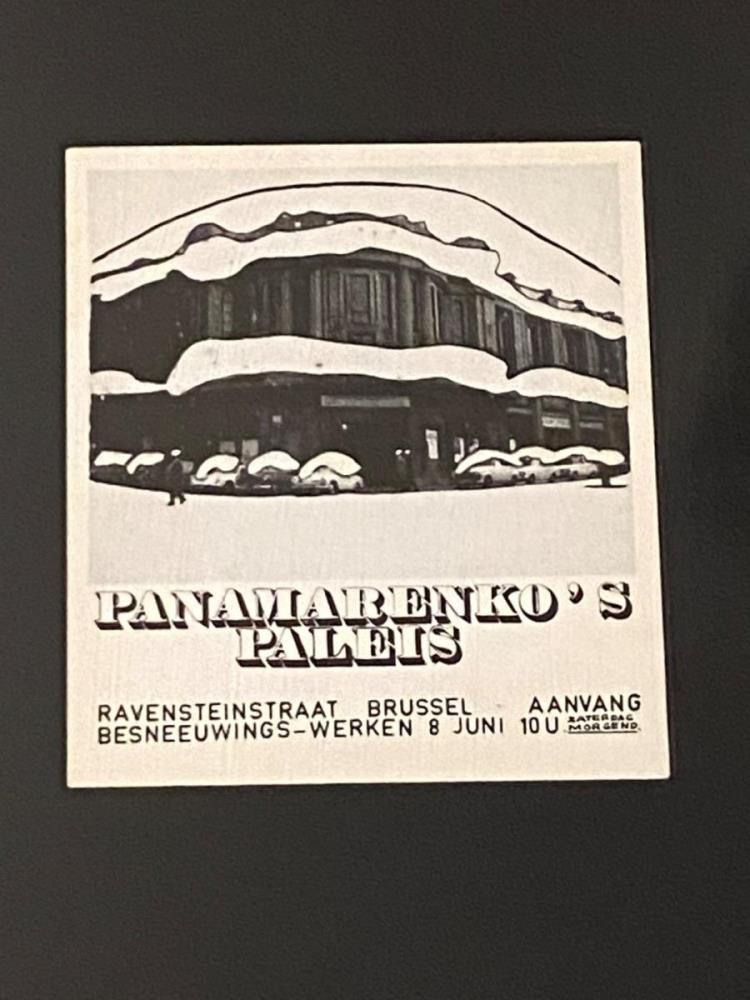 PANAMARENKO'S
PALEIS
RAVENSTEINSTRAAT BRUSSEL AANVANG
BESNEEUWINGS-WERKEN 8 JUNI 10U ZATERDAG
MORGEND.